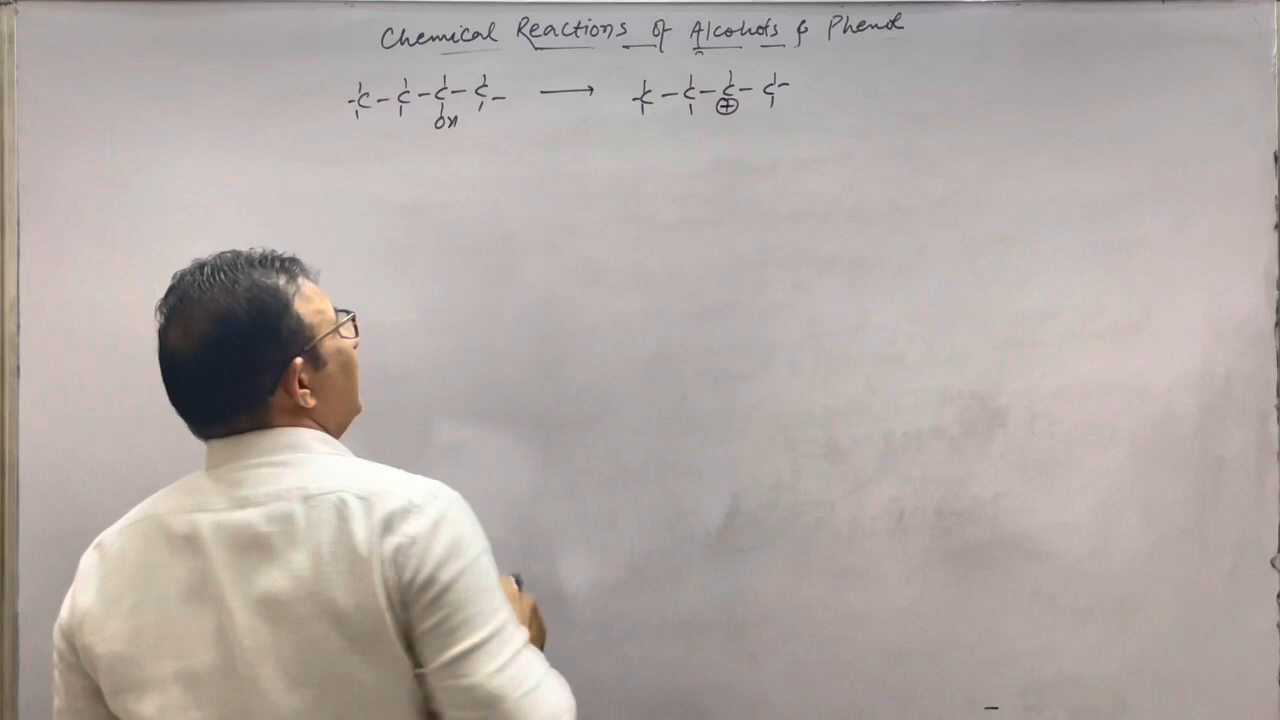 Chemical Reactions of Alcohols & Phenol
-C-C-C-C- ⟶ -C-C-C-C-
OH ⊕